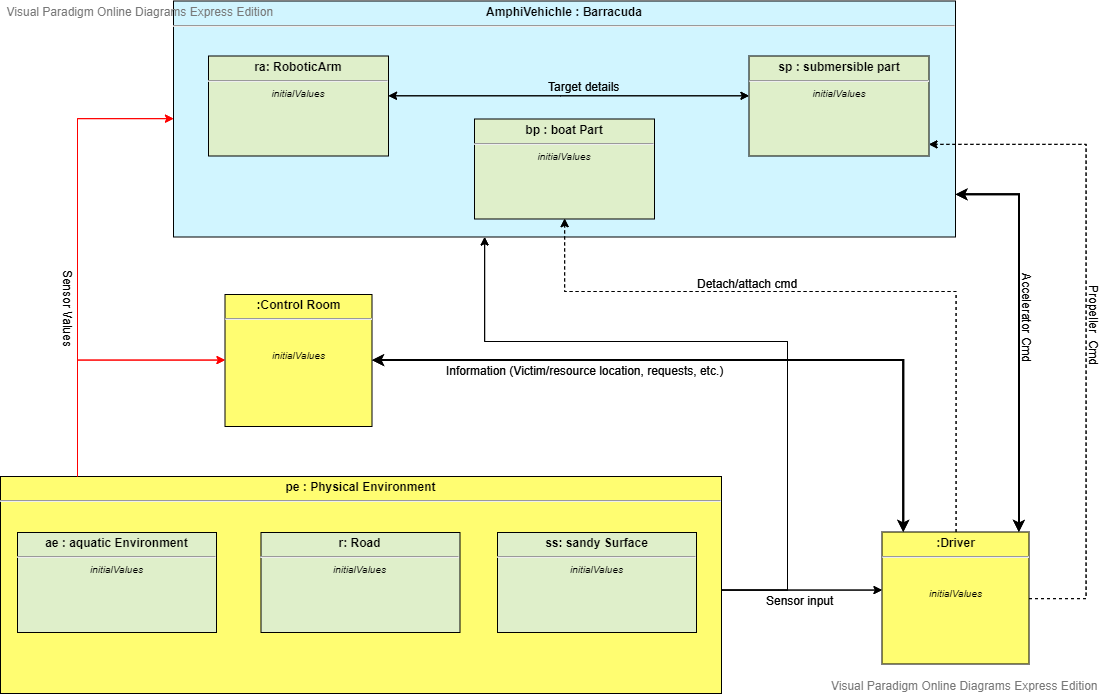 Visual Paradigm Online Diagrams Express Edition
AmphiVehichle : Barracuda
ra: RoboticArm
initialValues
sp : submersible part
initialValues
Target details
bp : boat Part
initialValues
Sensor Values
Detach/attach cmd
Accelerator Cmd
Propeller Cmd
:Control Room
initialValues
Information (Victim/resource location, requests, etc.)
pe : Physical Environment
ae : aquatic Environment
initialValues
r: Road
initialValues
ss: sandy Surface
initialValues
Sensor input
:Driver
initialValues
Visual Paradigm Online Diagrams Express Edition